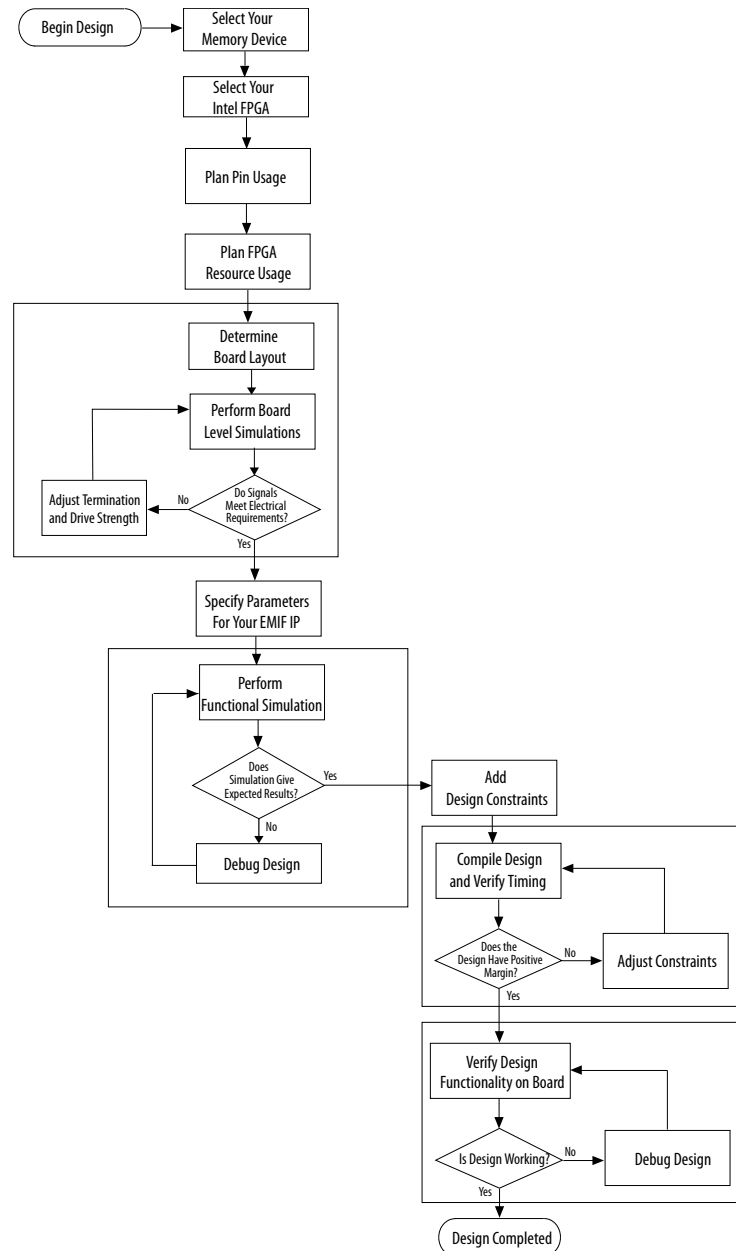 Begin Design
Select Your
Memory Device
Select Your
Intel FPGA
Plan Pin Usage
Plan FPGA
Resource Usage
Determine
Board Layout
Perform Board
Level Simulations
Adjust Termination
and Drive Strength
No
Do Signals
Meet Electrical
Requirements?
Yes
Specify Parameters
For Your EMIF IP
Perform
Functional Simulation
Does
Simulation Give
Expected Results?
Yes
No
Debug Design
Add
Design Constraints
Compile Design
and Verify Timing
Does the
Design Have Positive
Margin?
No
Adjust Constraints
Yes
Verify Design
Functionality on Board
Is Design Working?
No
Debug Design
Yes
Design Completed